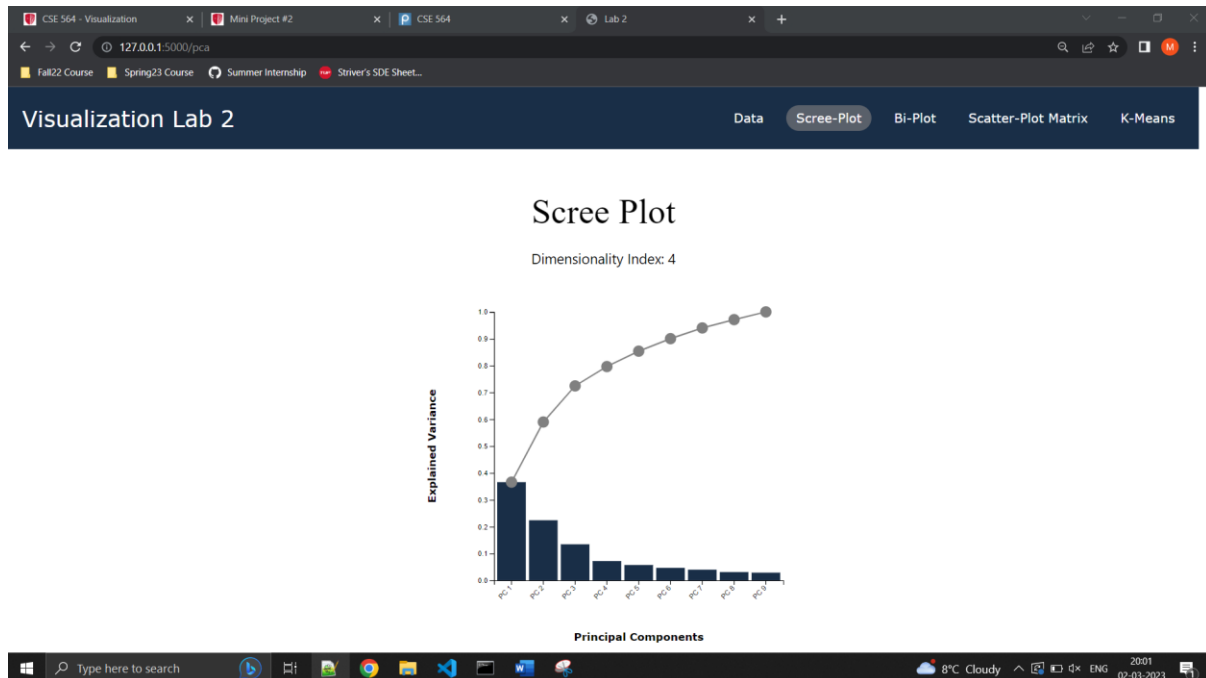 CSE 564 - Visualization
Mini Project #2
CSE 564
Lab 2
127.0.0.1:5000/pca
M
Fall22 Course
Spring23 Course
Summer Internship
Striver's SDE Sheet...
Visualization Lab 2
Data
Scree-Plot
Bi-Plot
Scatter-Plot Matrix
K-Means
Scree Plot
Dimensionality Index: 4
1.0
0.9
0.8
0.7
0.6
0.5
0.4
0.3
0.2
0.1
0.0
Explained Variance
PC 1
PC 2
PC 3
PC 4
PC 5
PC 6
PC 7
PC 8
PC 9
Principal Components
Type here to search
8°C Cloudy
ENG
20:01
02-03-2023